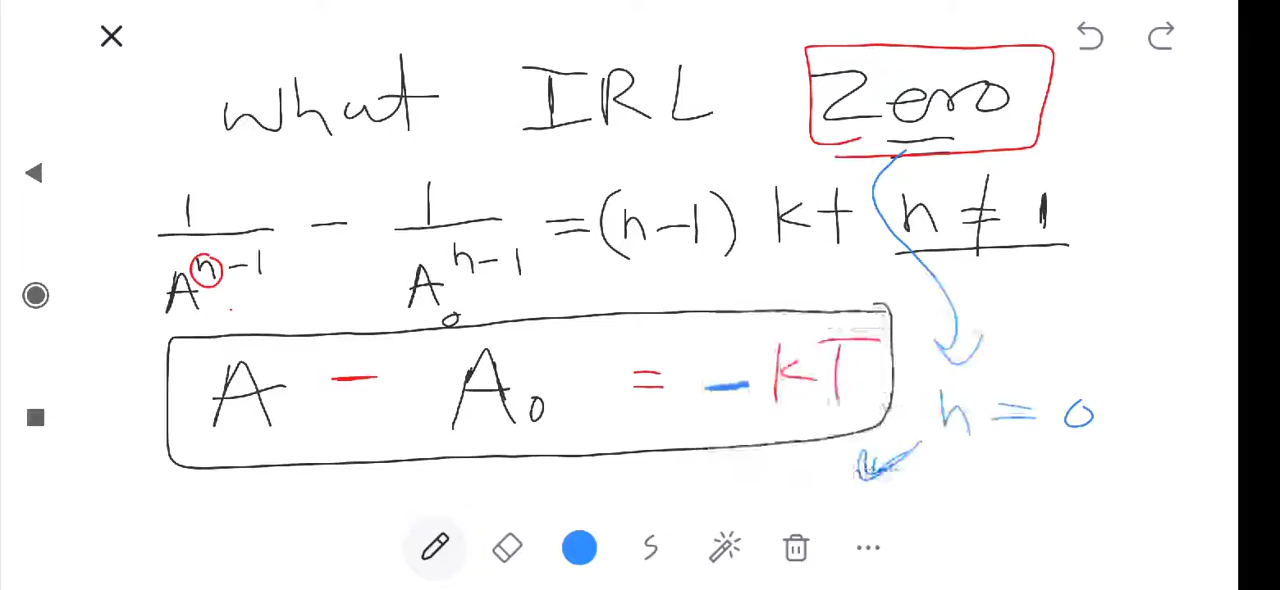 What IRL Zero
1/A^(n-1) - 1/A₀^(n-1) = (n-1) kt n ≠ 1
A - A₀ = - kT
n = 0